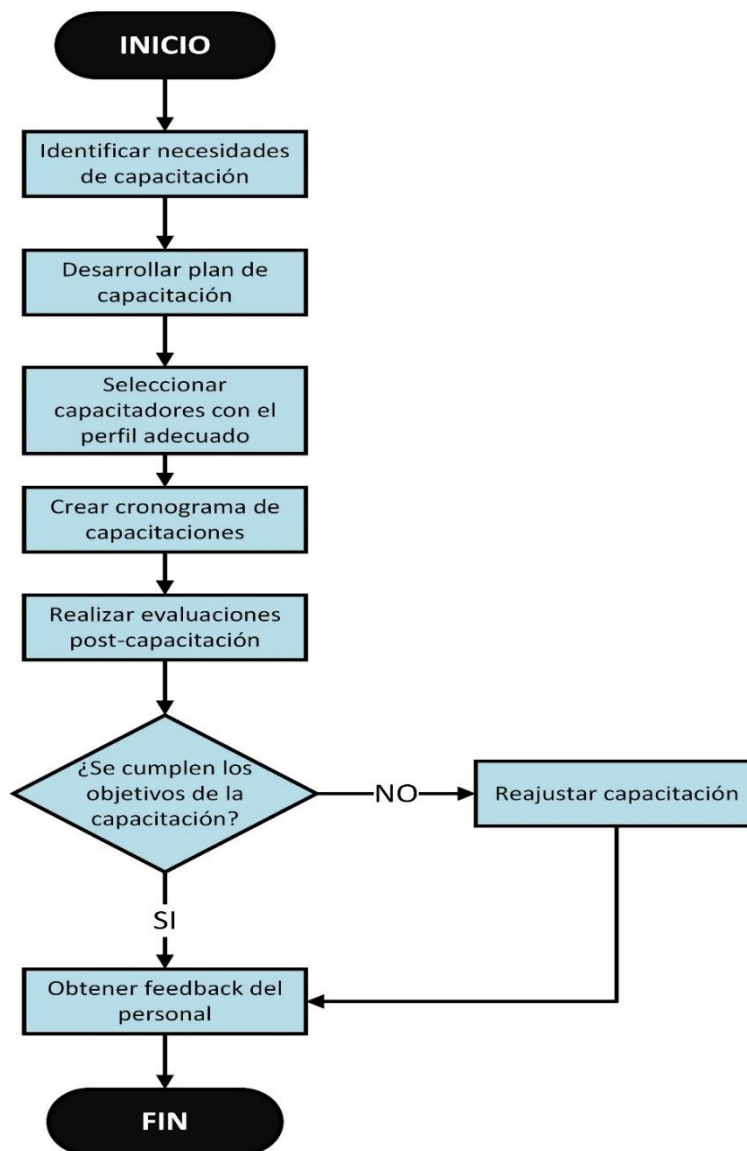 INICIO
Identificar necesidades
de capacitación
Desarrollar plan de
capacitación
Seleccionar
capacitadores con el
perfil adecuado
Crear cronograma de
capacitaciones
Realizar evaluaciones
post-capacitación
¿Se cumplen los
objetivos de la
capacitación?
NO
Reajustar capacitación
SI
Obtener feedback del
personal
FIN